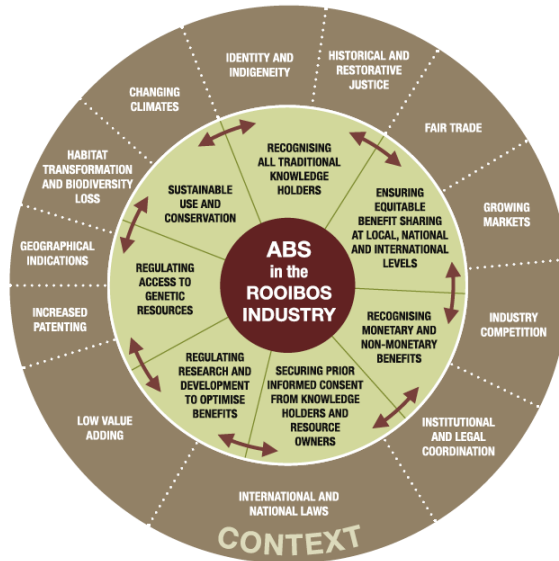 IDENTITY AND
INDIGENEITY
HISTORICAL AND
RESTORATIVE
JUSTICE
FAIR TRADE
GROWING
MARKETS
INDUSTRY
COMPETITION
INSTITUTIONAL
AND LEGAL
COORDINATION
INTERNATIONAL AND
NATIONAL LAWS
LOW VALUE
ADDING
INCREASED
PATENTING
GEOGRAPHICAL
INDICATIONS
HABITAT
TRANSFORMATION
AND BIODIVERSITY
LOSS
CHANGING
CLIMATES
RECOGNISING
ALL TRADITIONAL
KNOWLEDGE
HOLDERS
ENSURING
EQUITABLE
BENEFIT SHARING
AT LOCAL, NATIONAL
AND INTERNATIONAL
LEVELS
RECOGNISING
MONETARY AND
NON-MONETARY
BENEFITS
SECURING PRIOR
INFORMED CONSENT
FROM KNOWLEDGE
HOLDERS AND
RESOURCE
OWNERS
REGULATING
RESEARCH AND
DEVELOPMENT
TO OPTIMISE
BENEFITS
REGULATING
ACCESS TO
GENETIC
RESOURCES
SUSTAINABLE
USE AND
CONSERVATION
ABS
in the
ROOIBOS
INDUSTRY
CONTEXT